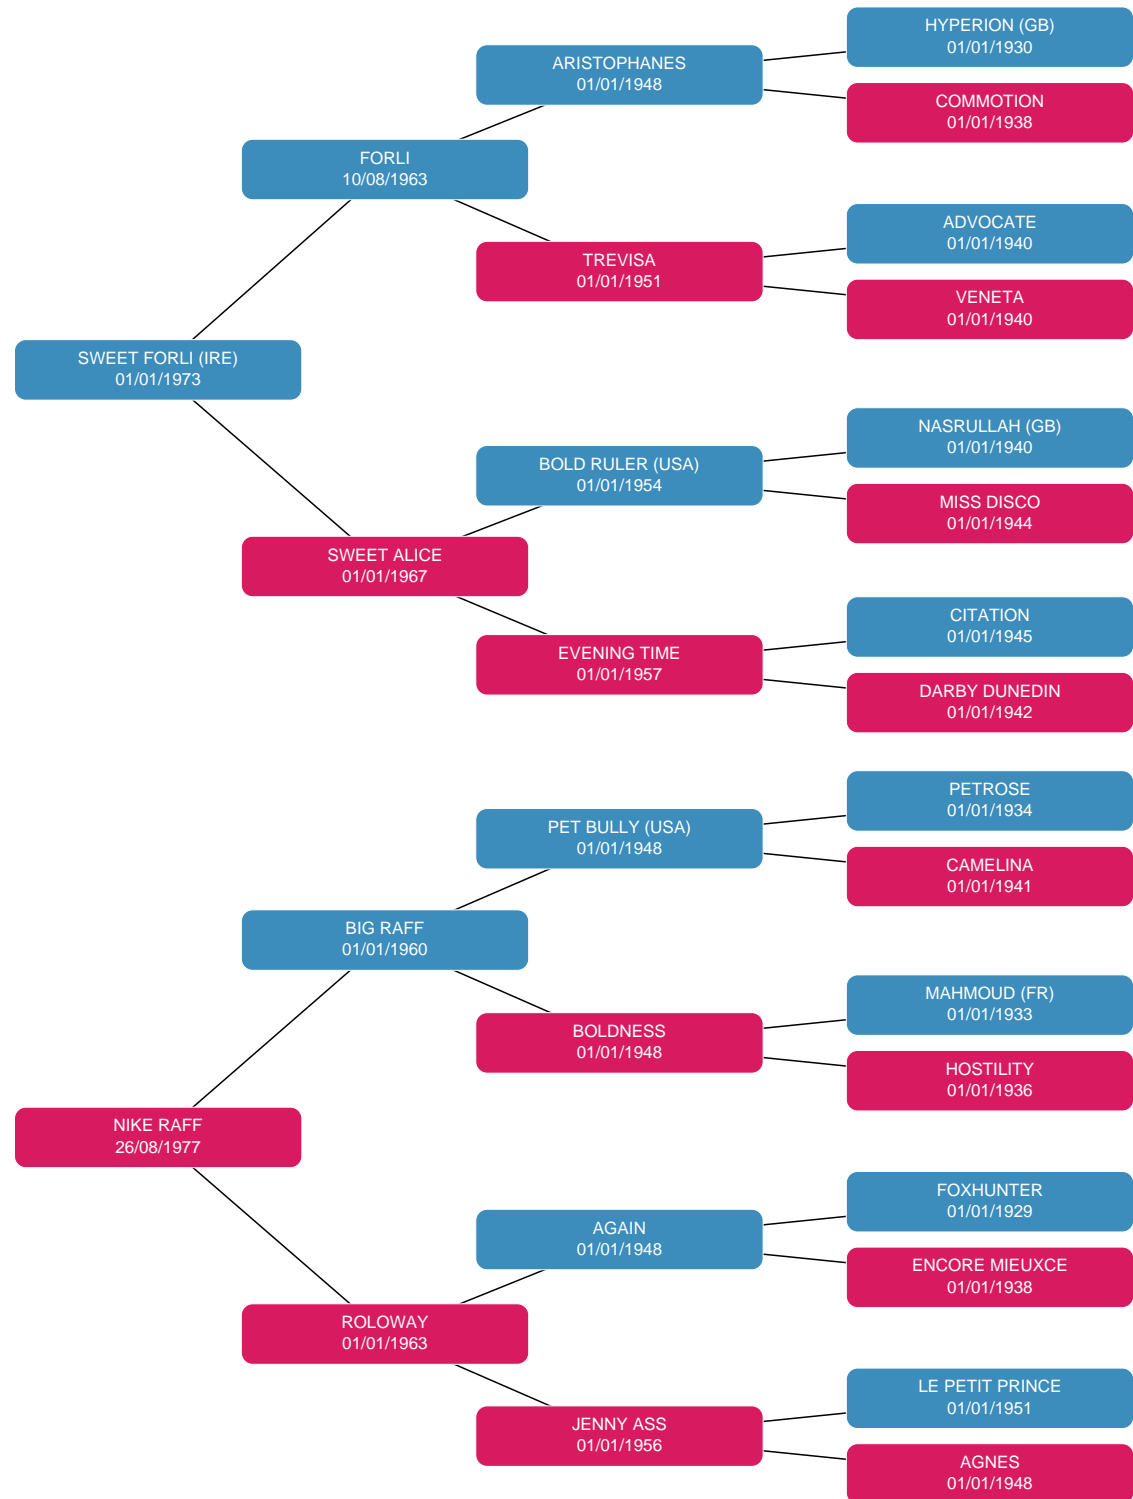 HYPERION (GB)
01/01/1930
ARISTOPHANES
01/01/1948
COMMOTION
01/01/1938
FORLI
10/08/1963
ADVOCATE
01/01/1940
TREVISA
01/01/1951
VENETA
01/01/1940
SWEET FORLI (IRE)
01/01/1973
NASRULLAH (GB)
01/01/1940
BOLD RULER (USA)
01/01/1954
MISS DISCO
01/01/1944
SWEET ALICE
01/01/1967
CITATION
01/01/1945
EVENING TIME
01/01/1957
DARBY DUNEDIN
01/01/1942
PETROSE
01/01/1934
PET BULLY (USA)
01/01/1948
CAMELINA
01/01/1941
BIG RAFF
01/01/1960
MAHMOUD (FR)
01/01/1933
BOLDNESS
01/01/1948
HOSTILITY
01/01/1936
NIKE RAFF
26/08/1977
FOXHUNTER
01/01/1929
AGAIN
01/01/1948
ENCORE MIEUXCE
01/01/1938
ROLOWAY
01/01/1963
LE PETIT PRINCE
01/01/1951
JENNY ASS
01/01/1956
AGNES
01/01/1948